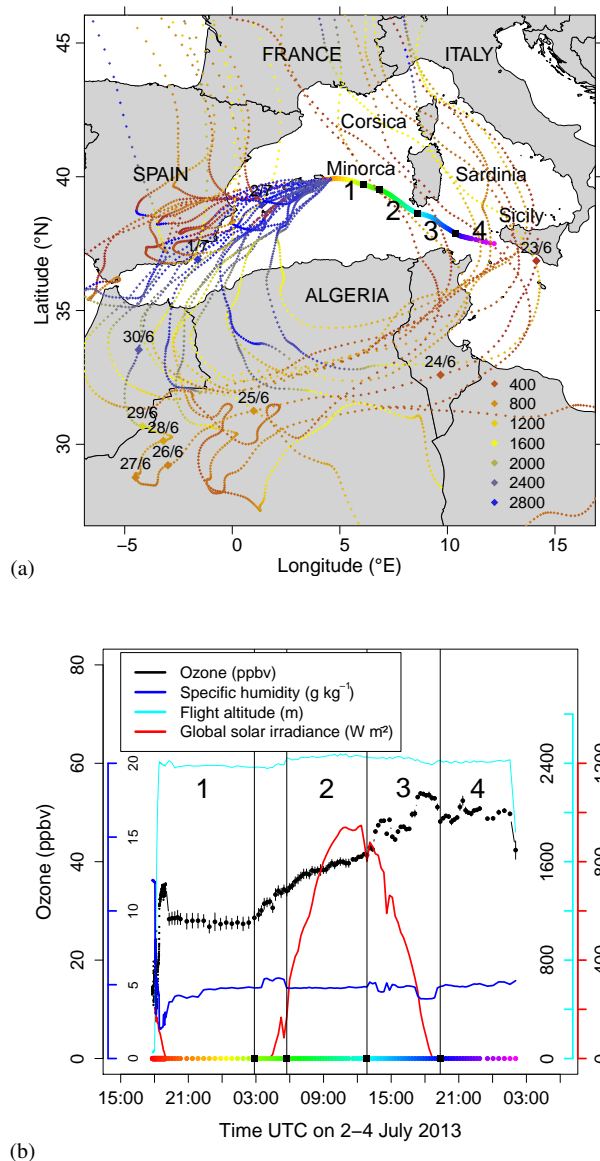 45
40
35
30
Latitude (°N)
FRANCE
ITALY
Corsica
SPAIN
Minorca
Sardinia
Sicily
2/7
1
2
3
4
1/7
23/6
ALGERIA
30/6
24/6
25/6
29/6
28/6
26/6
27/6
400
800
1200
1600
2000
2400
2800
−5 0 5 10 15
Longitude (°E)
(a)
Ozone (ppbv)
Specific humidity (g kg−1)
Flight altitude (m)
Global solar irradiance (W m²)
1 2 3 4
80
60
40
20
0
Ozone (ppbv)
20
15
10
5
0
2400
1600
800
0
1200
800
400
0
15:00 21:00 03:00 09:00 15:00 21:00 03:00
Time UTC on 2−4 July 2013
(b)